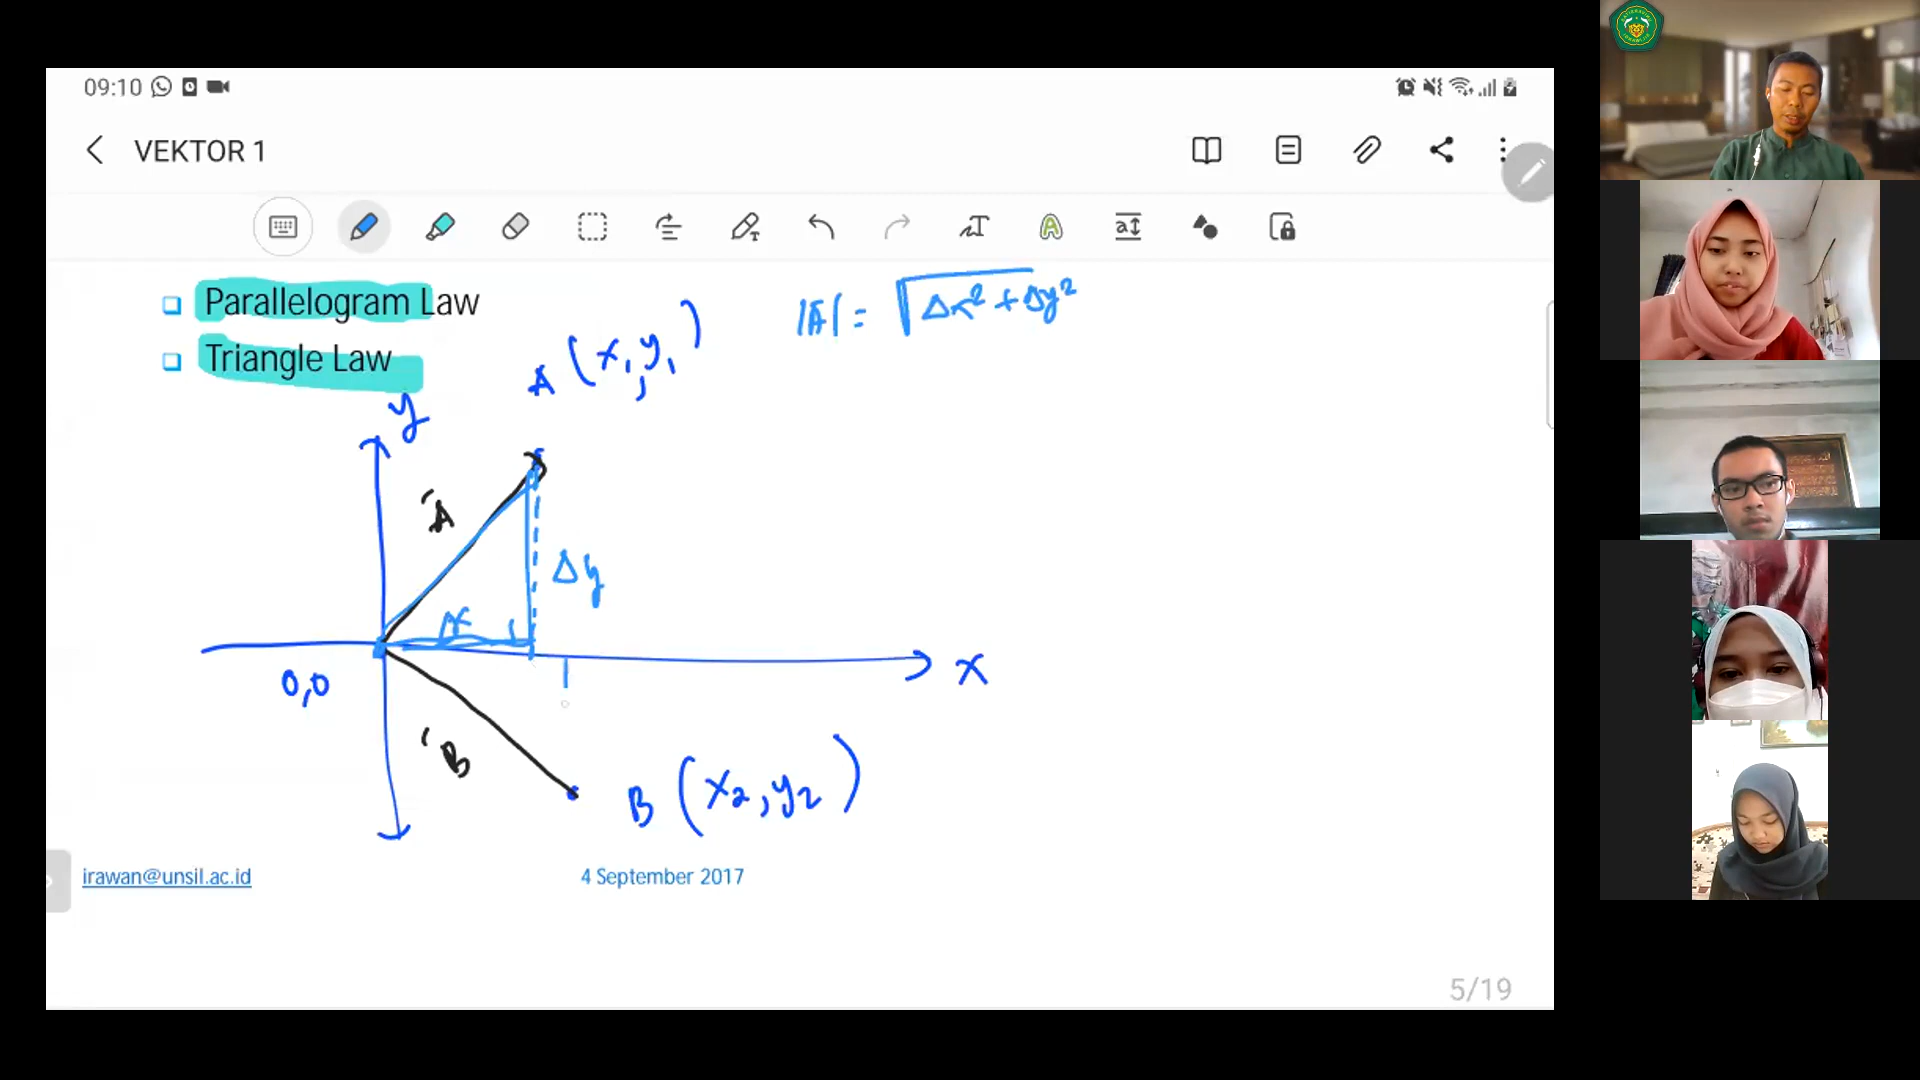 09:10
VEKTOR 1
Parallelogram Law
Triangle Law
|A| = √Δx² + Δy²
A (x₁, y₁)
y
A
Δy
Δx
0,0
x
B
B (x₂, y₂)
irawan@unsil.ac.id
4 September 2017
5/19